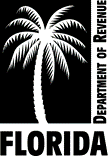 DEPARTMENT OF REVENUE
FLORIDA